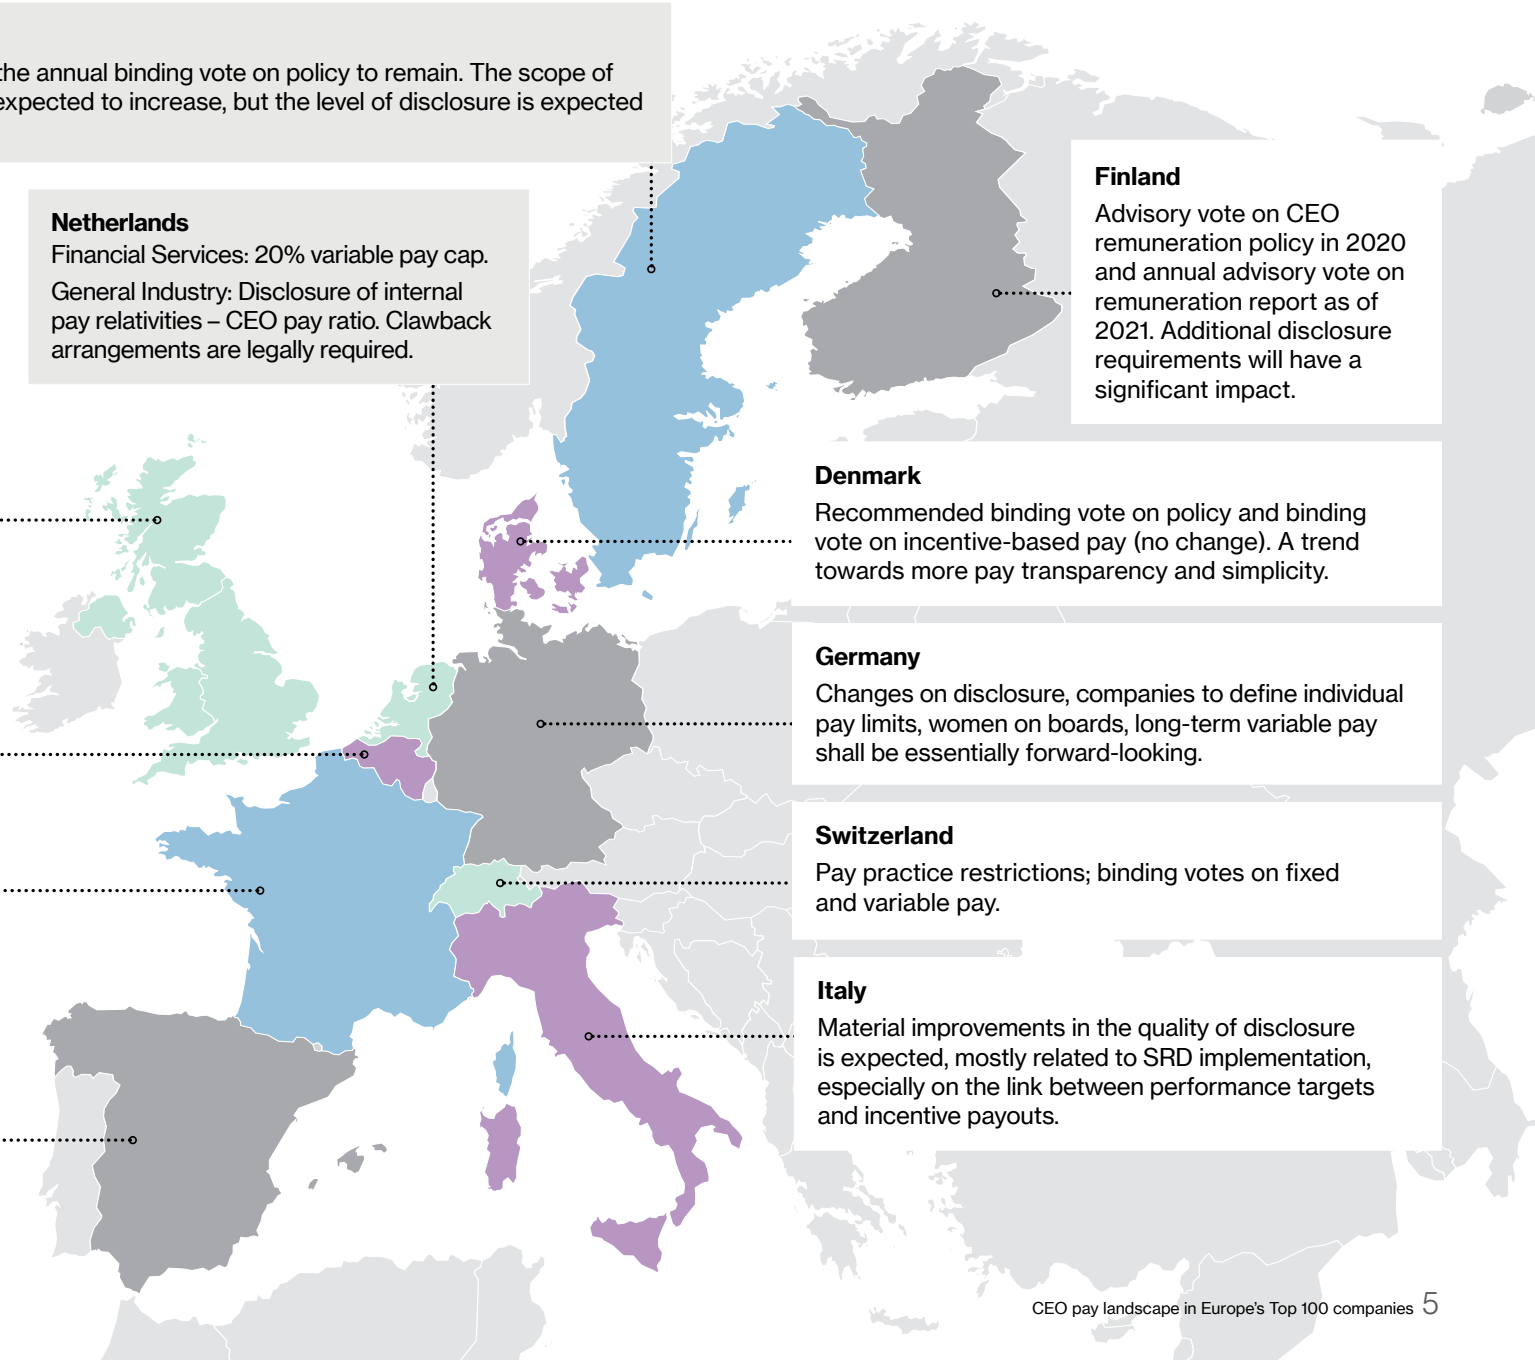 the annual binding vote on policy to remain. The scope of
expected to increase, but the level of disclosure is expected
Netherlands
Financial Services: 20% variable pay cap.
General Industry: Disclosure of internal
pay relativities – CEO pay ratio. Clawback
arrangements are legally required.
Finland
Advisory vote on CEO
remuneration policy in 2020
and annual advisory vote on
remuneration report as of
2021. Additional disclosure
requirements will have a
significant impact.
Denmark
Recommended binding vote on policy and binding
vote on incentive-based pay (no change). A trend
towards more pay transparency and simplicity.
Germany
Changes on disclosure, companies to define individual
pay limits, women on boards, long-term variable pay
shall be essentially forward-looking.
Switzerland
Pay practice restrictions; binding votes on fixed
and variable pay.
Italy
Material improvements in the quality of disclosure
is expected, mostly related to SRD implementation,
especially on the link between performance targets
and incentive payouts.
CEO pay landscape in Europe's Top 100 companies 5